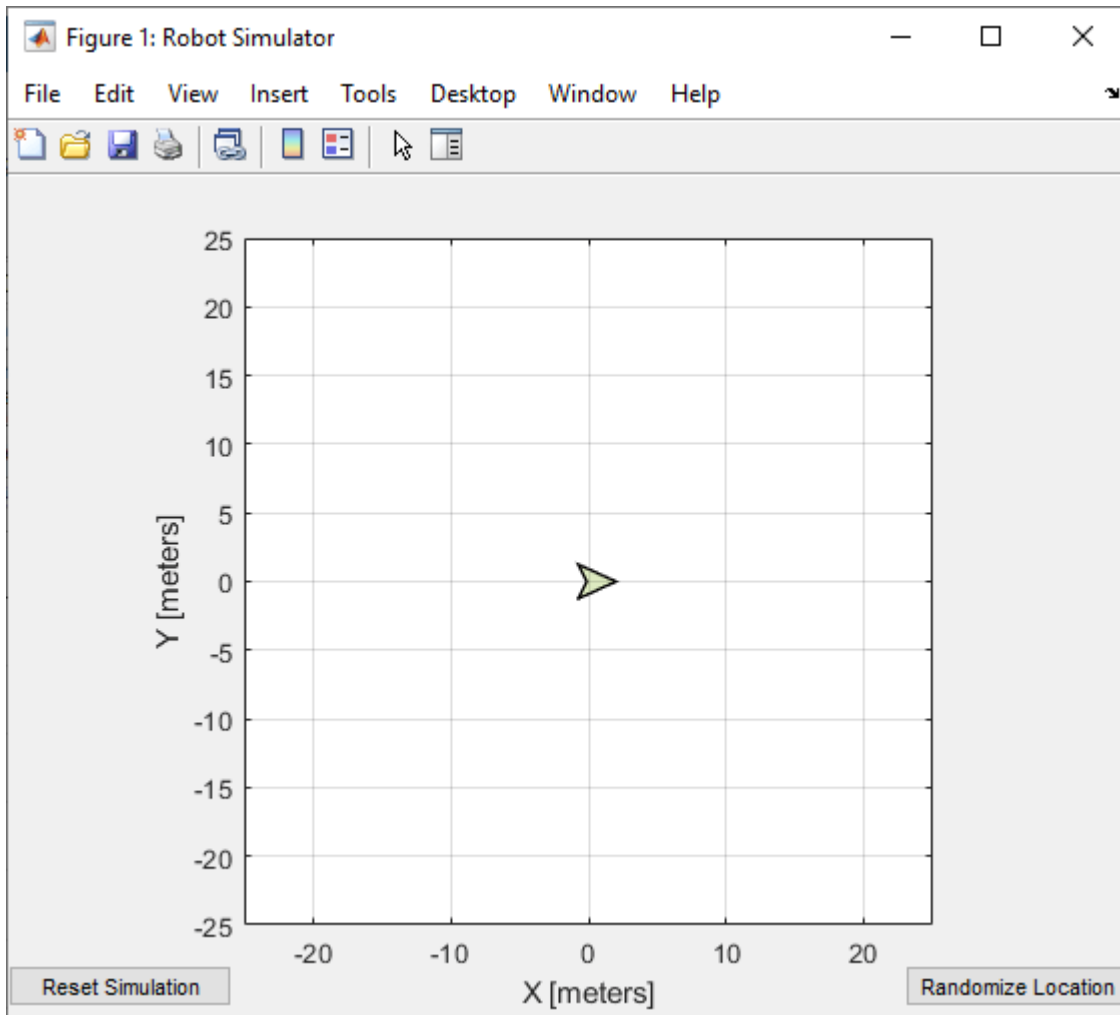 Figure 1: Robot Simulator
File Edit View Insert Tools Desktop Window Help
25
20
15
10
5
0
-5
-10
-15
-20
-25
Y [meters]
-20 -10 0 10 20
X [meters]
Reset Simulation
Randomize Location